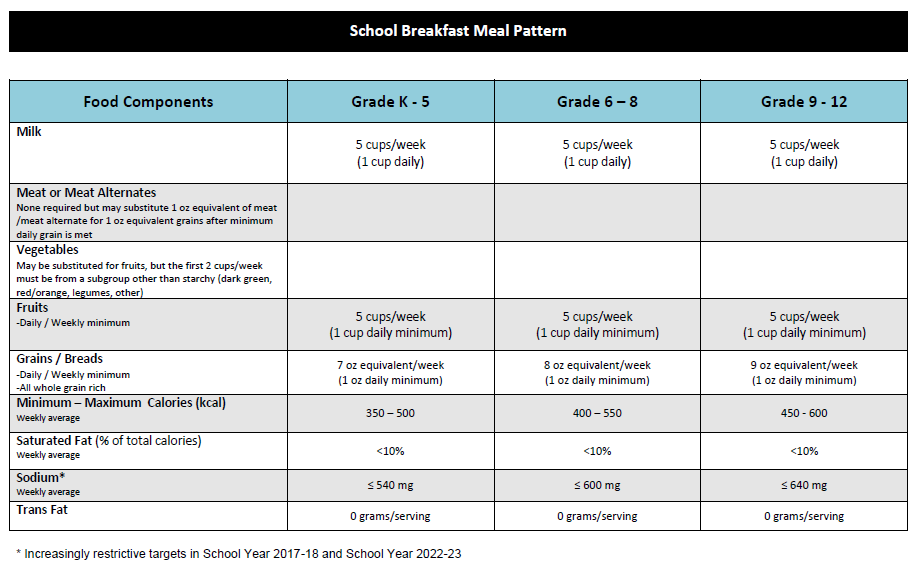 School Breakfast Meal Pattern
Food Components
Grade K - 5
Grade 6 – 8
Grade 9 - 12
Milk
5 cups/week
(1 cup daily)
5 cups/week
(1 cup daily)
5 cups/week
(1 cup daily)
Meat or Meat Alternates
None required but may substitute 1 oz equivalent of meat
/meat alternate for 1 oz equivalent grains after minimum
daily grain is met
Vegetables
May be substituted for fruits, but the first 2 cups/week
must be from a subgroup other than starchy (dark green,
red/orange, legumes, other)
Fruits
-Daily / Weekly minimum
5 cups/week
(1 cup daily minimum)
5 cups/week
(1 cup daily minimum)
5 cups/week
(1 cup daily minimum)
Grains / Breads
-Daily / Weekly minimum
-All whole grain rich
7 oz equivalent/week
(1 oz daily minimum)
8 oz equivalent/week
(1 oz daily minimum)
9 oz equivalent/week
(1 oz daily minimum)
Minimum – Maximum Calories (kcal)
Weekly average
350 – 500
400 – 550
450 - 600
Saturated Fat (% of total calories)
Weekly average
<10%
<10%
<10%
Sodium*
Weekly average
≤ 540 mg
≤ 600 mg
≤ 640 mg
Trans Fat
0 grams/serving
0 grams/serving
0 grams/serving
* Increasingly restrictive targets in School Year 2017-18 and School Year 2022-23